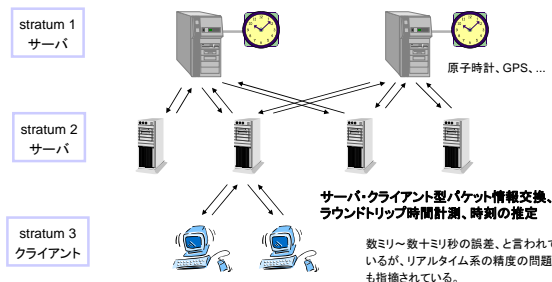 stratum 1
サーバ
原子時計、GPS、...
stratum 2
サーバ
サーバ・クライアント型パケット情報交換、
ラウンドトリップ時間計測、時刻の推定
stratum 3
クライアント
数ミリ～数十ミリ秒の誤差、と言われて
いるが、リアルタイム系の精度の問題
も指摘されている。